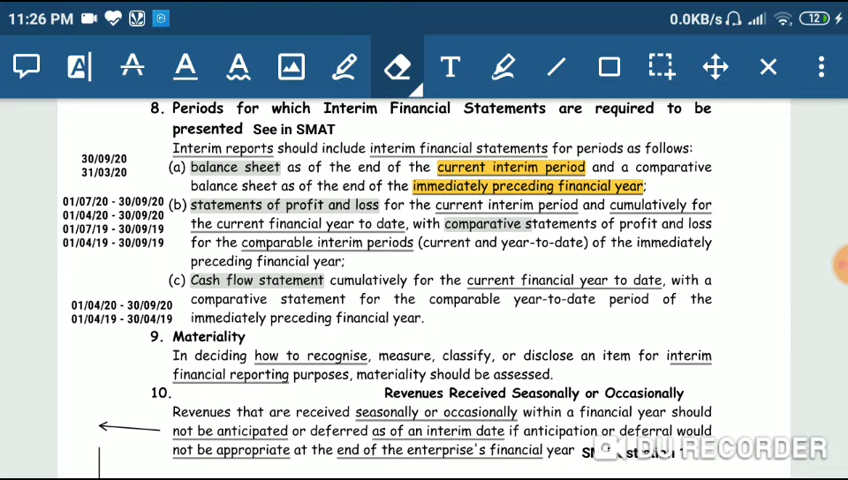 11:26 PM 0.0KB/s 12
A A A A T
8. Periods for which Interim Financial Statements are required to be
presented See in SMAT
Interim reports should include interim financial statements for periods as follows:
30/09/20
31/03/20
(a) balance sheet as of the end of the current interim period and a comparative
balance sheet as of the end of the immediately preceding financial year;
01/07/20 - 30/09/20
01/04/20 - 30/09/20
01/07/19 - 30/09/19
01/04/19 - 30/09/19
(b) statements of profit and loss for the current interim period and cumulatively for
the current financial year to date, with comparative statements of profit and loss
for the comparable interim periods (current and year-to-date) of the immediately
preceding financial year;
(c) Cash flow statement cumulatively for the current financial year to date, with a
comparative statement for the comparable year-to-date period of the
immediately preceding financial year.
01/04/20 - 30/09/20
01/04/19 - 30/04/19
9. Materiality
In deciding how to recognise, measure, classify, or disclose an item for interim
financial reporting purposes, materiality should be assessed.
10. Revenues Received Seasonally or Occasionally
Revenues that are received seasonally or occasionally within a financial year should
not be anticipated or deferred as of an interim date if anticipation or deferral would
not be appropriate at the end of the enterprise's financial year
DU RECORDER